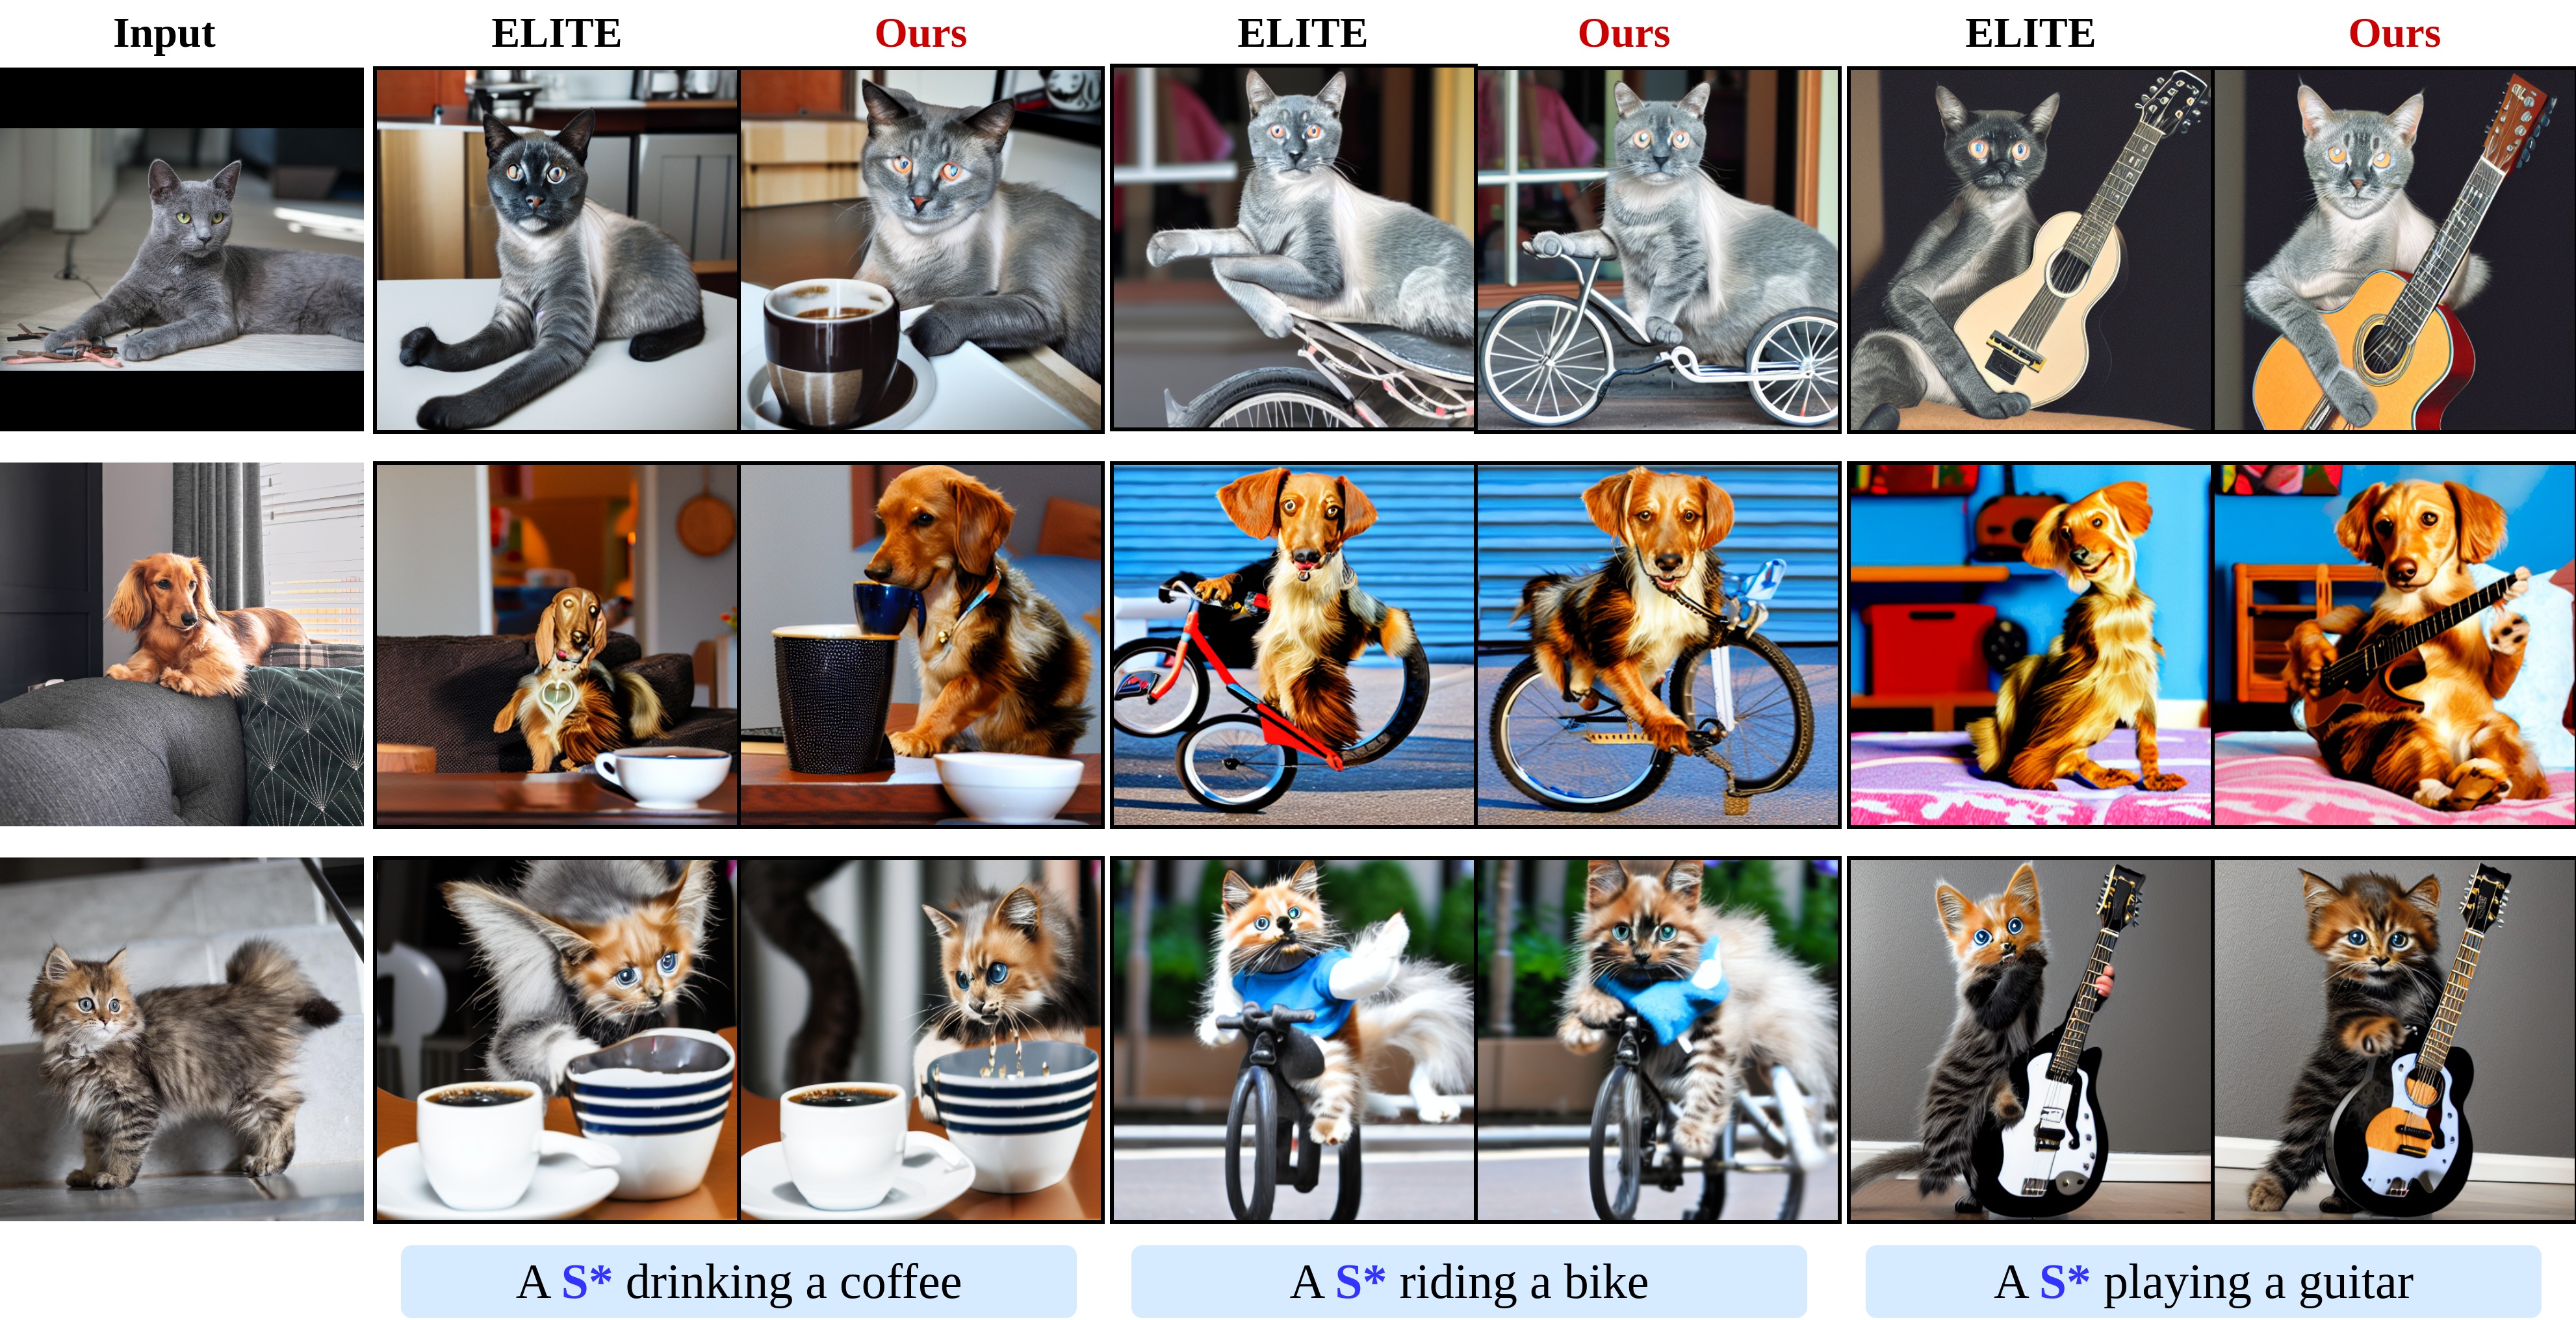 Input ELITE Ours ELITE Ours ELITE Ours
A S* drinking a coffee
A S* riding a bike
A S* playing a guitar